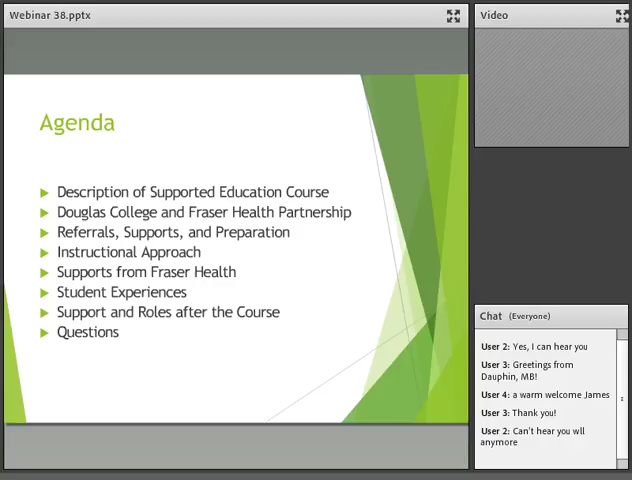 Webinar 38.pptx
Agenda
Description of Supported Education Course
Douglas College and Fraser Health Partnership
Referrals, Supports, and Preparation
Instructional Approach
Supports from Fraser Health
Student Experiences
Support and Roles after the Course
Questions
Video
Chat (Everyone)
User 2: Yes, I can hear you
User 3: Greetings from
Dauphin, MB!
User 4: a warm welcome James
User 3: Thank you!
User 2: Can't hear you wll
anymore